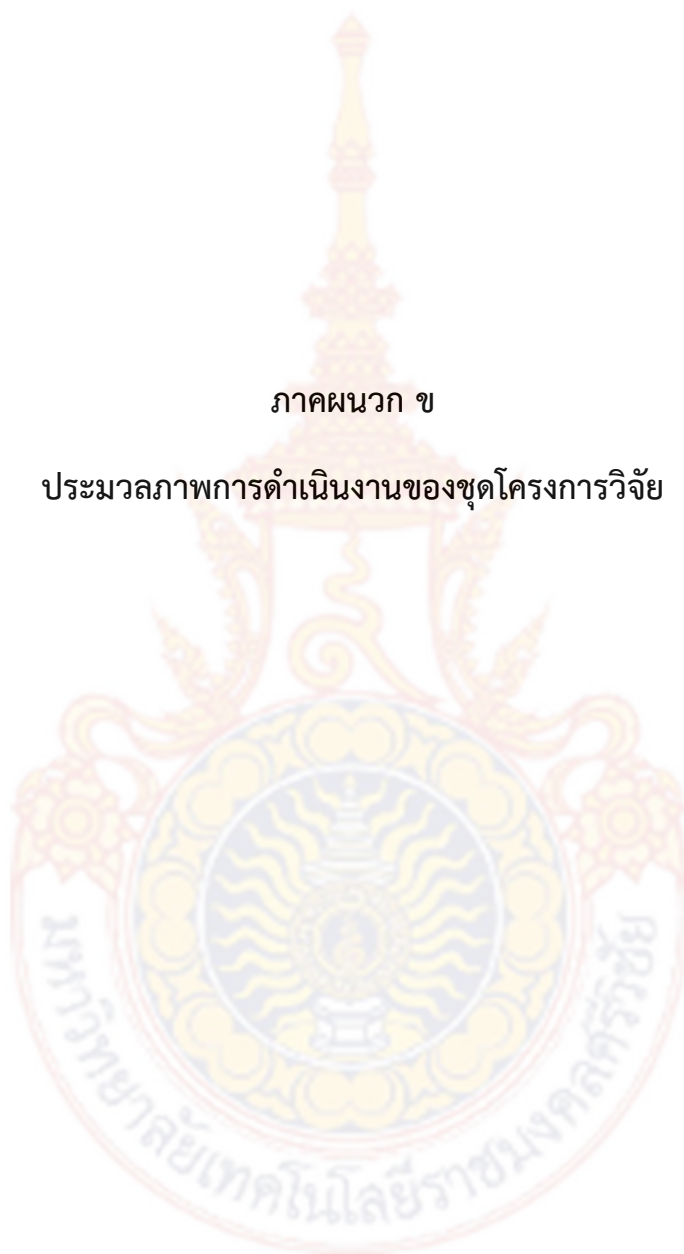 ภาคผนวก ข
ประมวลภาพการดำเนินงานของชุดโครงการวิจัย
มหาวิทยาลัยเทคโนโลยีราชมงคลศรีวิชัย